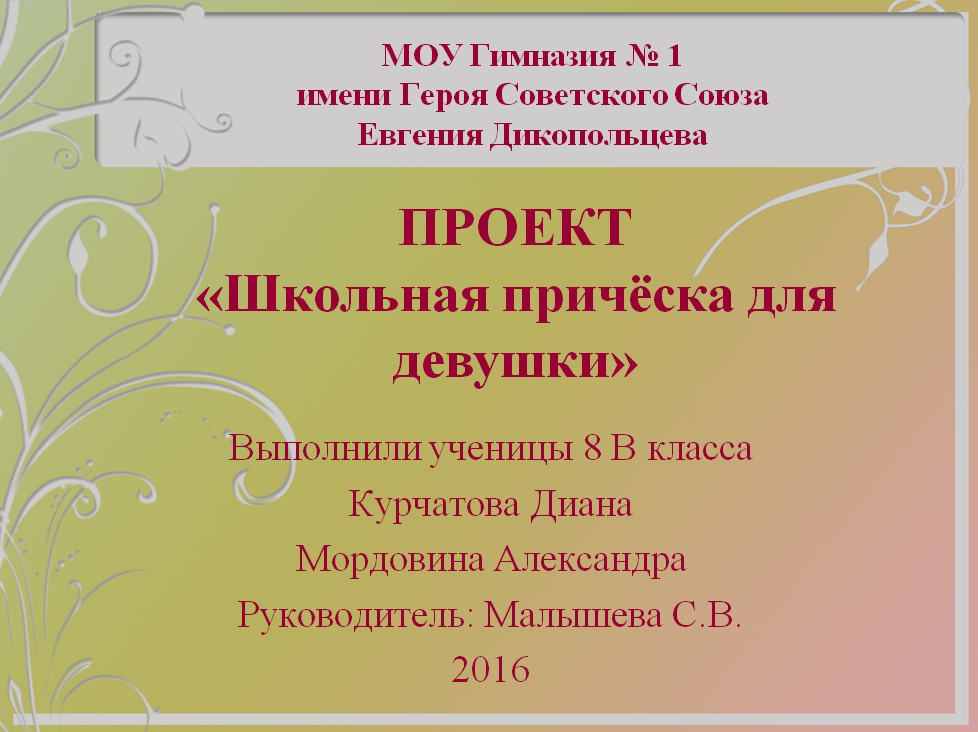 МОУ Гимназия № 1
имени Героя Советского Союза
Евгения Дикопольцева
ПРОЕКТ
«Школьная причёска для
девушки»
Выполнили ученицы 8 В класса
Курчатова Диана
Мордовина Александра
Руководитель: Малышева С.В.
2016